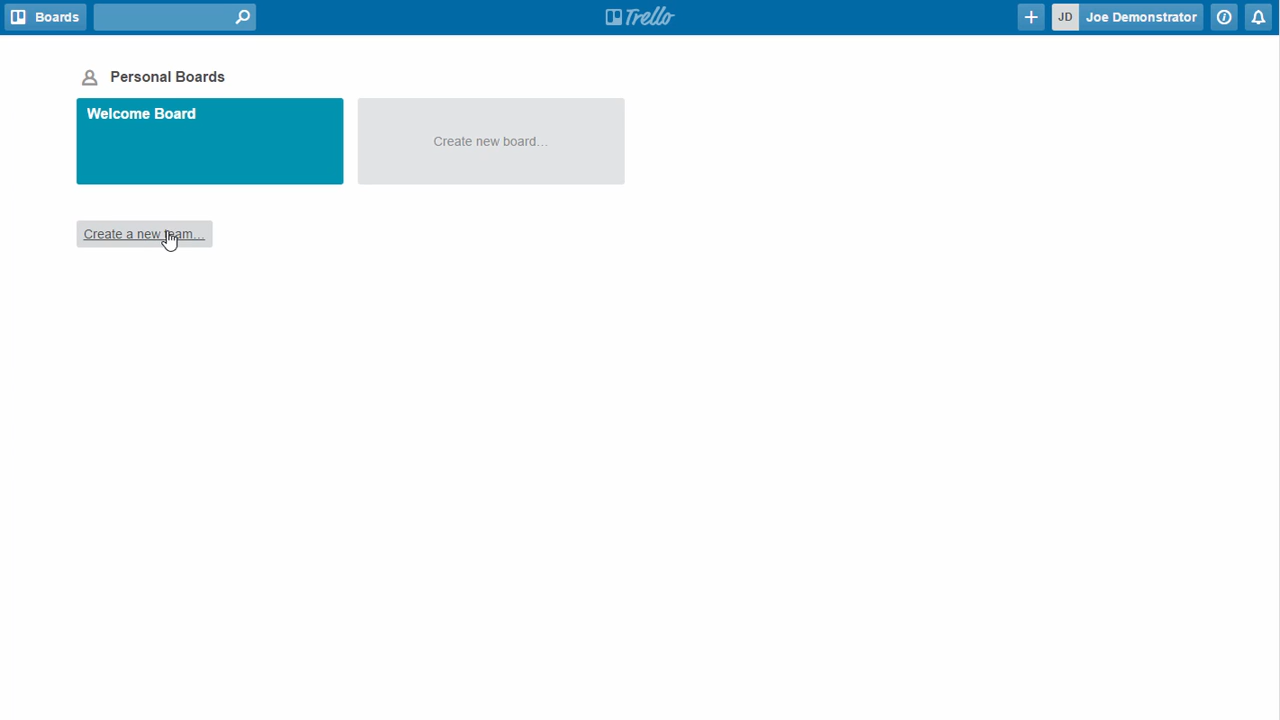 Boards
Trello
JD Joe Demonstrator
Personal Boards
Welcome Board
Create new board...
Create a new team...